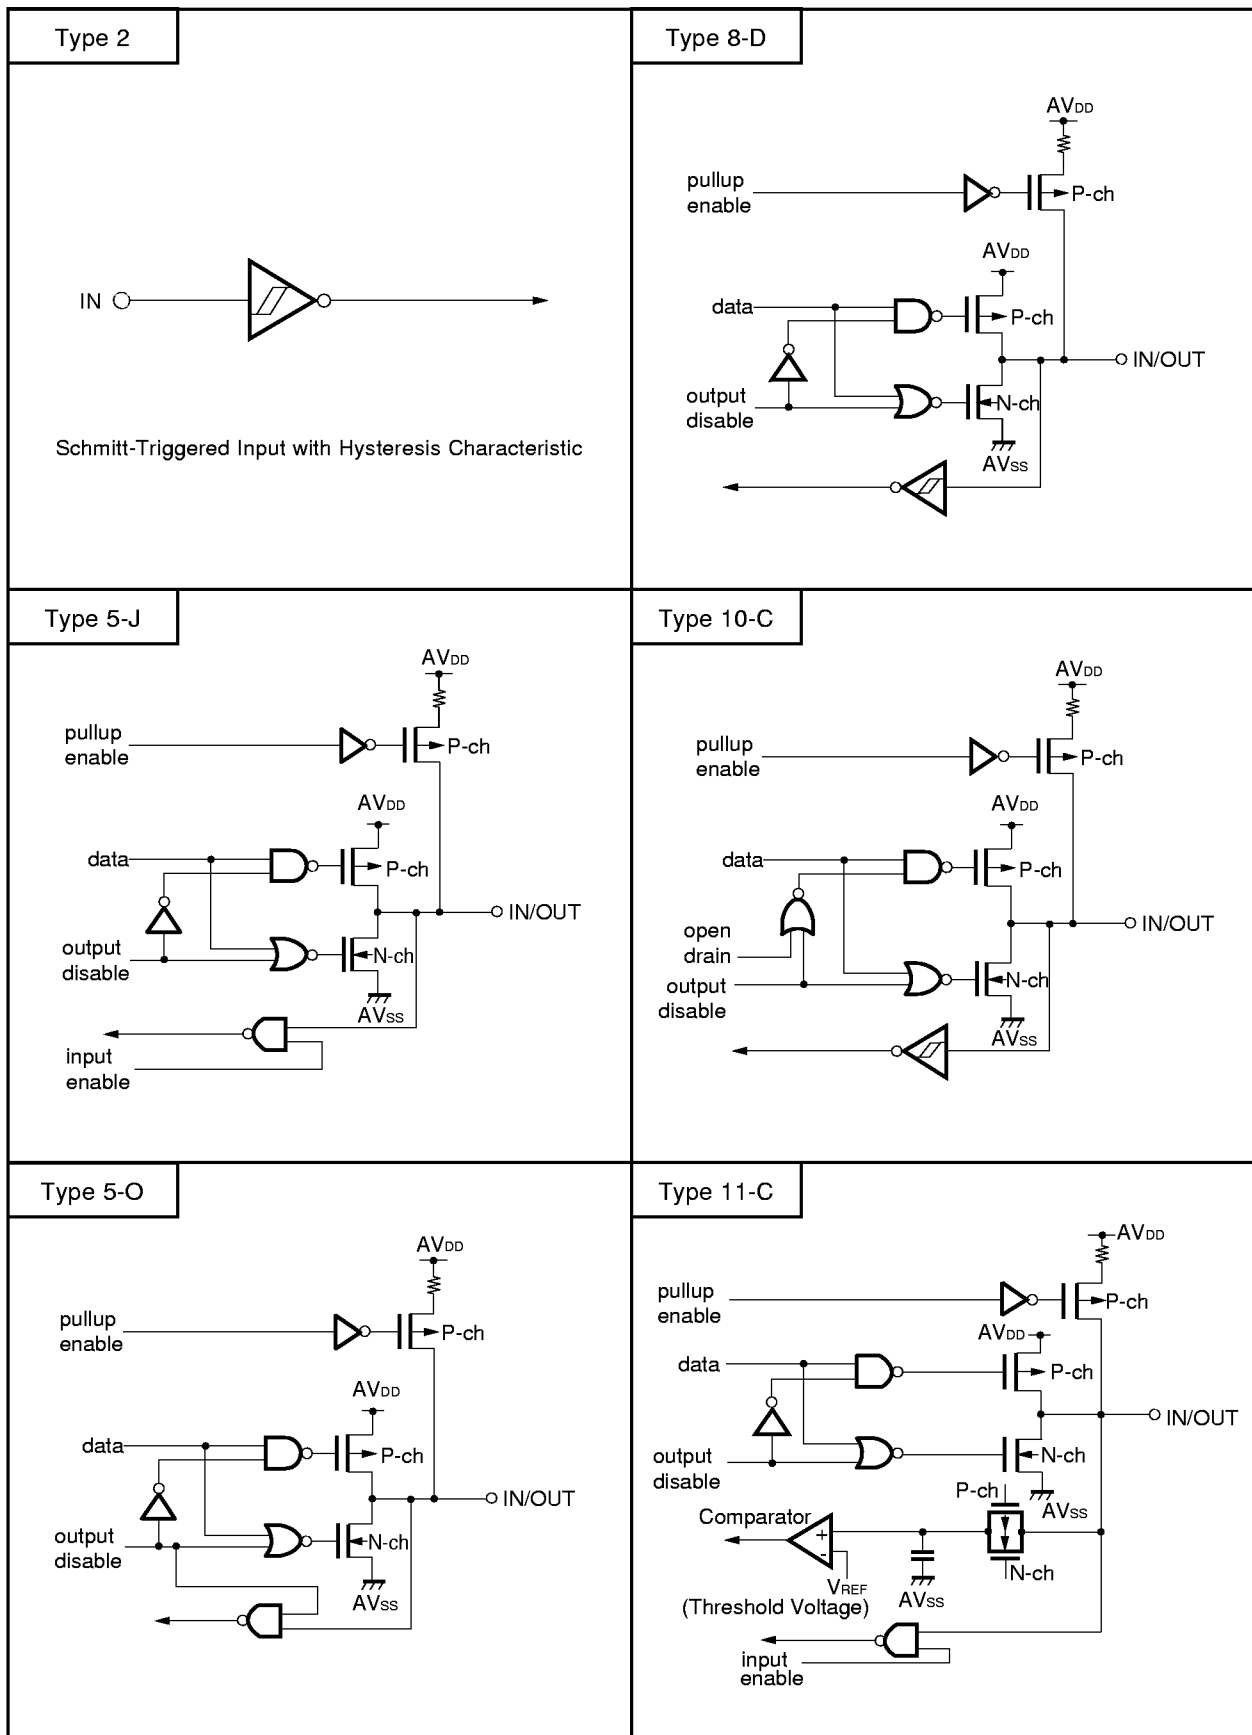 Type 2
IN
Schmitt-Triggered Input with Hysteresis Characteristic
Type 8-D
AVDD
pullup
enable
P-ch
AVDD
data
P-ch
IN/OUT
output
disable
N-ch
AVSS
Type 5-J
AVDD
pullup
enable
P-ch
AVDD
data
P-ch
IN/OUT
output
disable
N-ch
AVSS
input
enable
Type 10-C
AVDD
pullup
enable
P-ch
AVDD
data
P-ch
IN/OUT
open
drain
output
disable
N-ch
AVSS
Type 5-O
AVDD
pullup
enable
P-ch
AVDD
data
P-ch
IN/OUT
output
disable
N-ch
AVSS
Type 11-C
AVDD
pullup
enable
P-ch
AVDD
data
P-ch
IN/OUT
output
disable
N-ch
P-ch
AVSS
Comparator
+
-
N-ch
VREF
AVSS
(Threshold Voltage)
input
enable